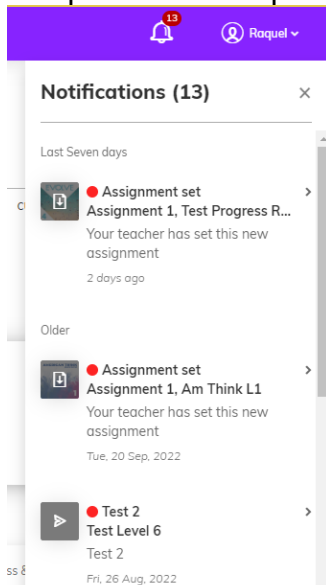 13
Raquel
Notifications (13)
Last Seven days
Assignment set
Assignment 1, Test Progress R...
Your teacher has set this new
assignment
2 days ago
Older
Assignment set
Assignment 1, Am Think L1
Your teacher has set this new
assignment
Tue, 20 Sep, 2022
Test 2
Test Level 6
Test 2
Fri, 26 Aug, 2022